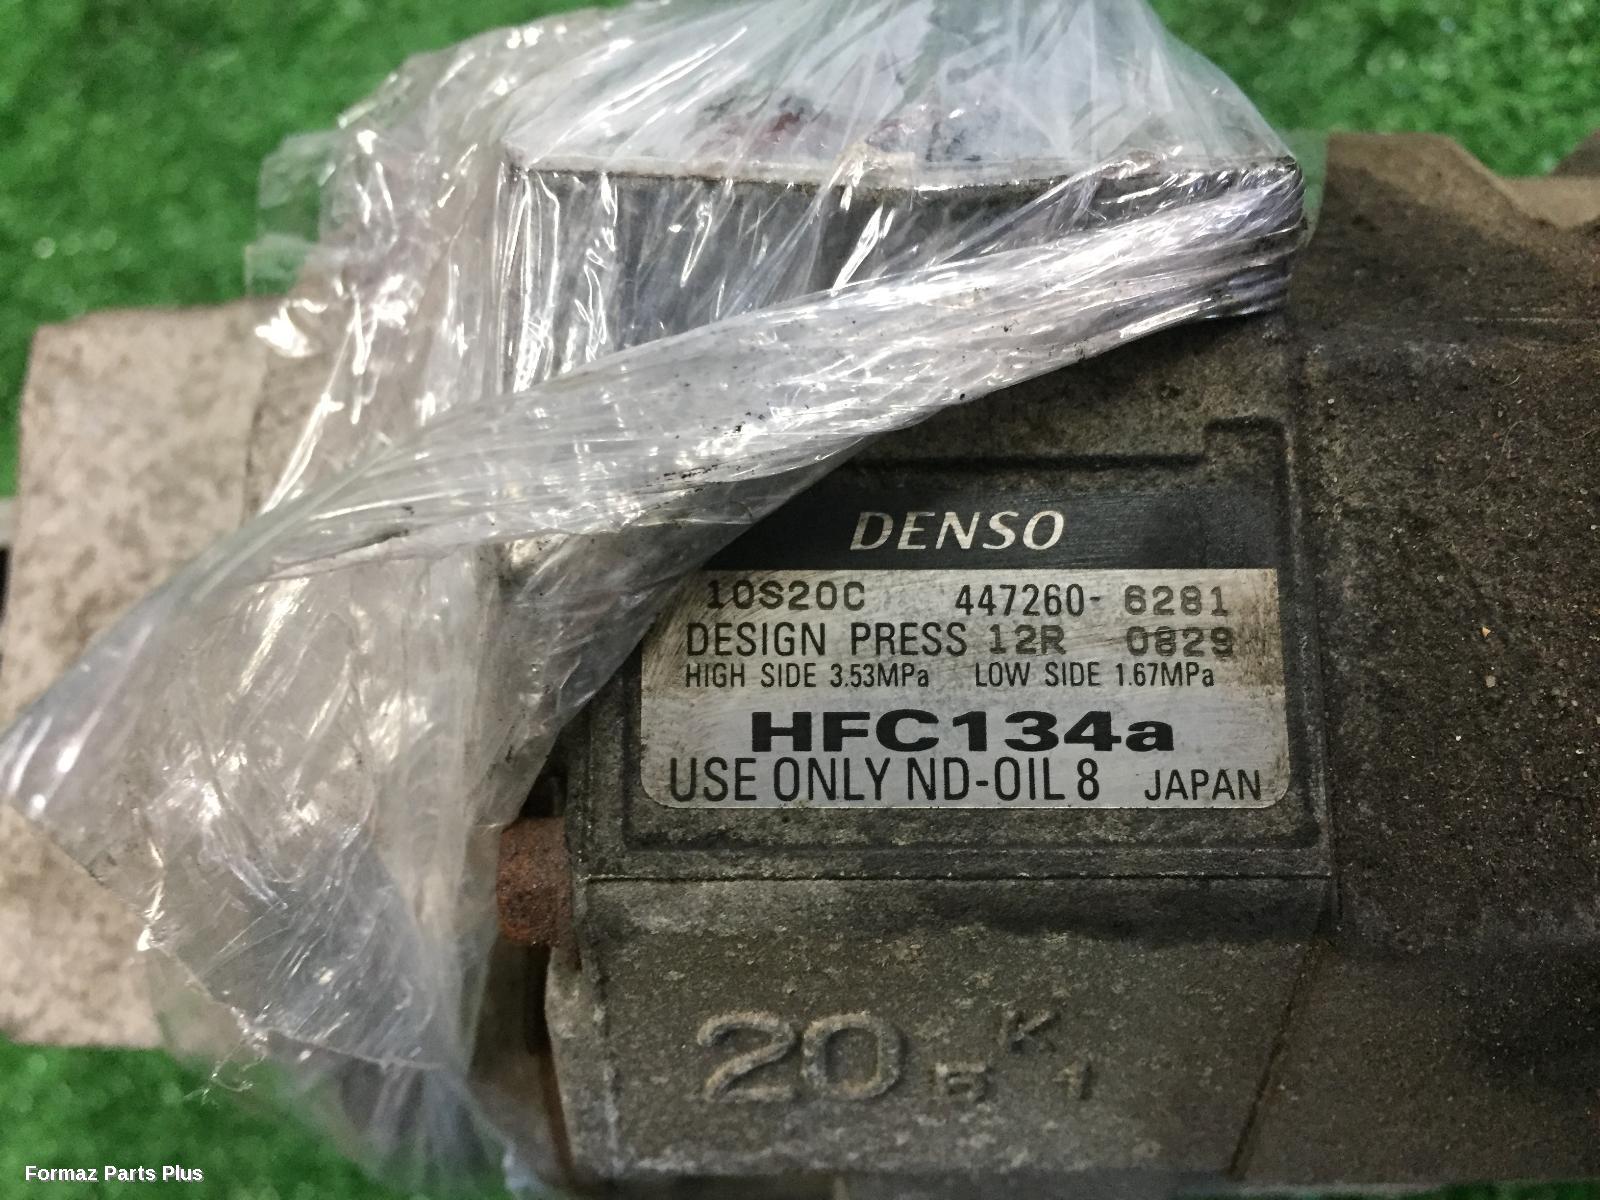 DENSO
10S20C 447260- 6281
DESIGN PRESS 12R 0829
HIGH SIDE 3.53MPa LOW SIDE 1.67MPa
HFC134a
USE ONLY ND-OIL 8 JAPAN
20 K
1
Formaz Parts Plus